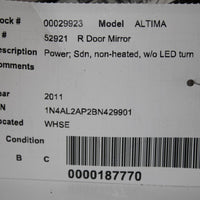 ock 00029923 Model ALTIMA
# 52921 R Door Mirror
escription Power; Sdn, non-heated, w/o LED turn
ear 2011
N 1N4AL2AP2BN429901
ocated WHSE
Condition
B C
0000187770